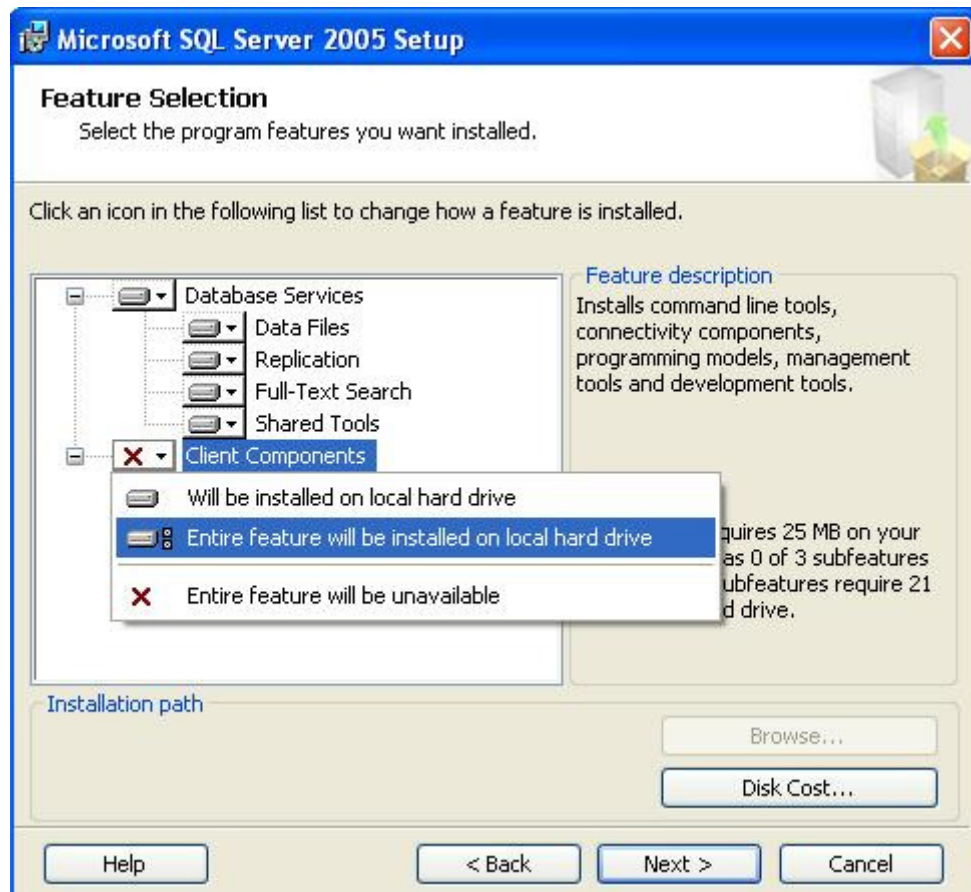 Microsoft SQL Server 2005 Setup
Feature Selection
Select the program features you want installed.
Click an icon in the following list to change how a feature is installed.
Database Services
Data Files
Replication
Full-Text Search
Shared Tools
Client Components
Will be installed on local hard drive
Entire feature will be installed on local hard drive
Entire feature will be unavailable
Feature description
Installs command line tools,
connectivity components,
programming models, management
tools and development tools.
25 MB on your
0 of 3 subfeatures
require 21
drive.
Installation path
Browse...
Disk Cost...
Help
< Back
Next >
Cancel